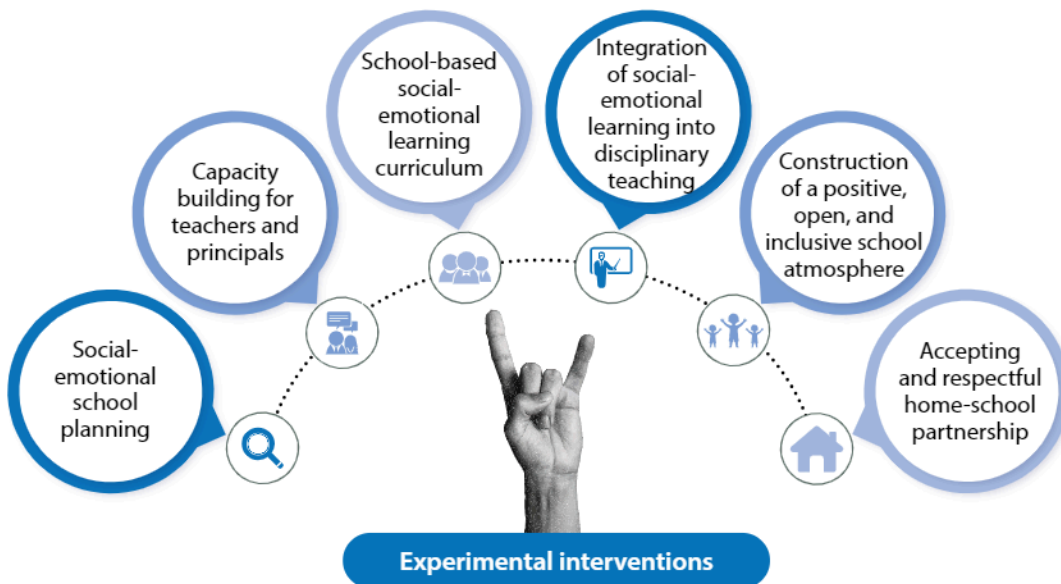 Social-
emotional
school
planning
Capacity
building for
teachers and
principals
School-based
social-
emotional
learning
curriculum
Integration
of social-
emotional
learning into
disciplinary
teaching
Construction
of a positive,
open, and
inclusive school
atmosphere
Accepting
and respectful
home-school
partnership
Experimental interventions